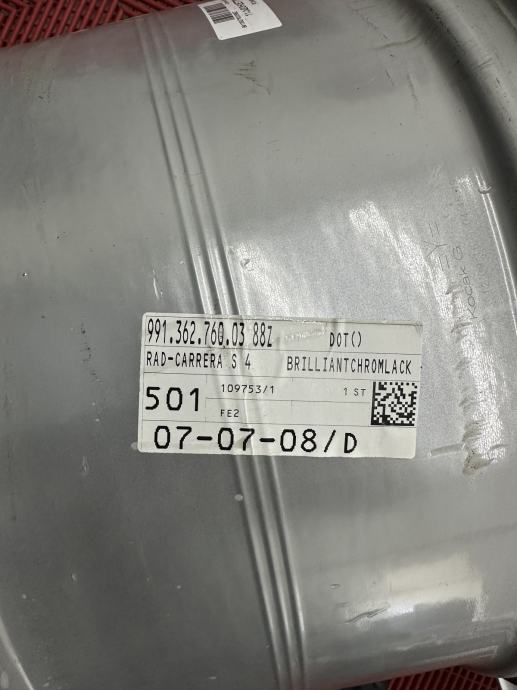 991.362.760.03 88Z DOT()
RAD-CARRERA S 4 BRILLIANTCHROMLACK
501 109753/1 1 ST
FE2
07-07-08/D
Kocak G